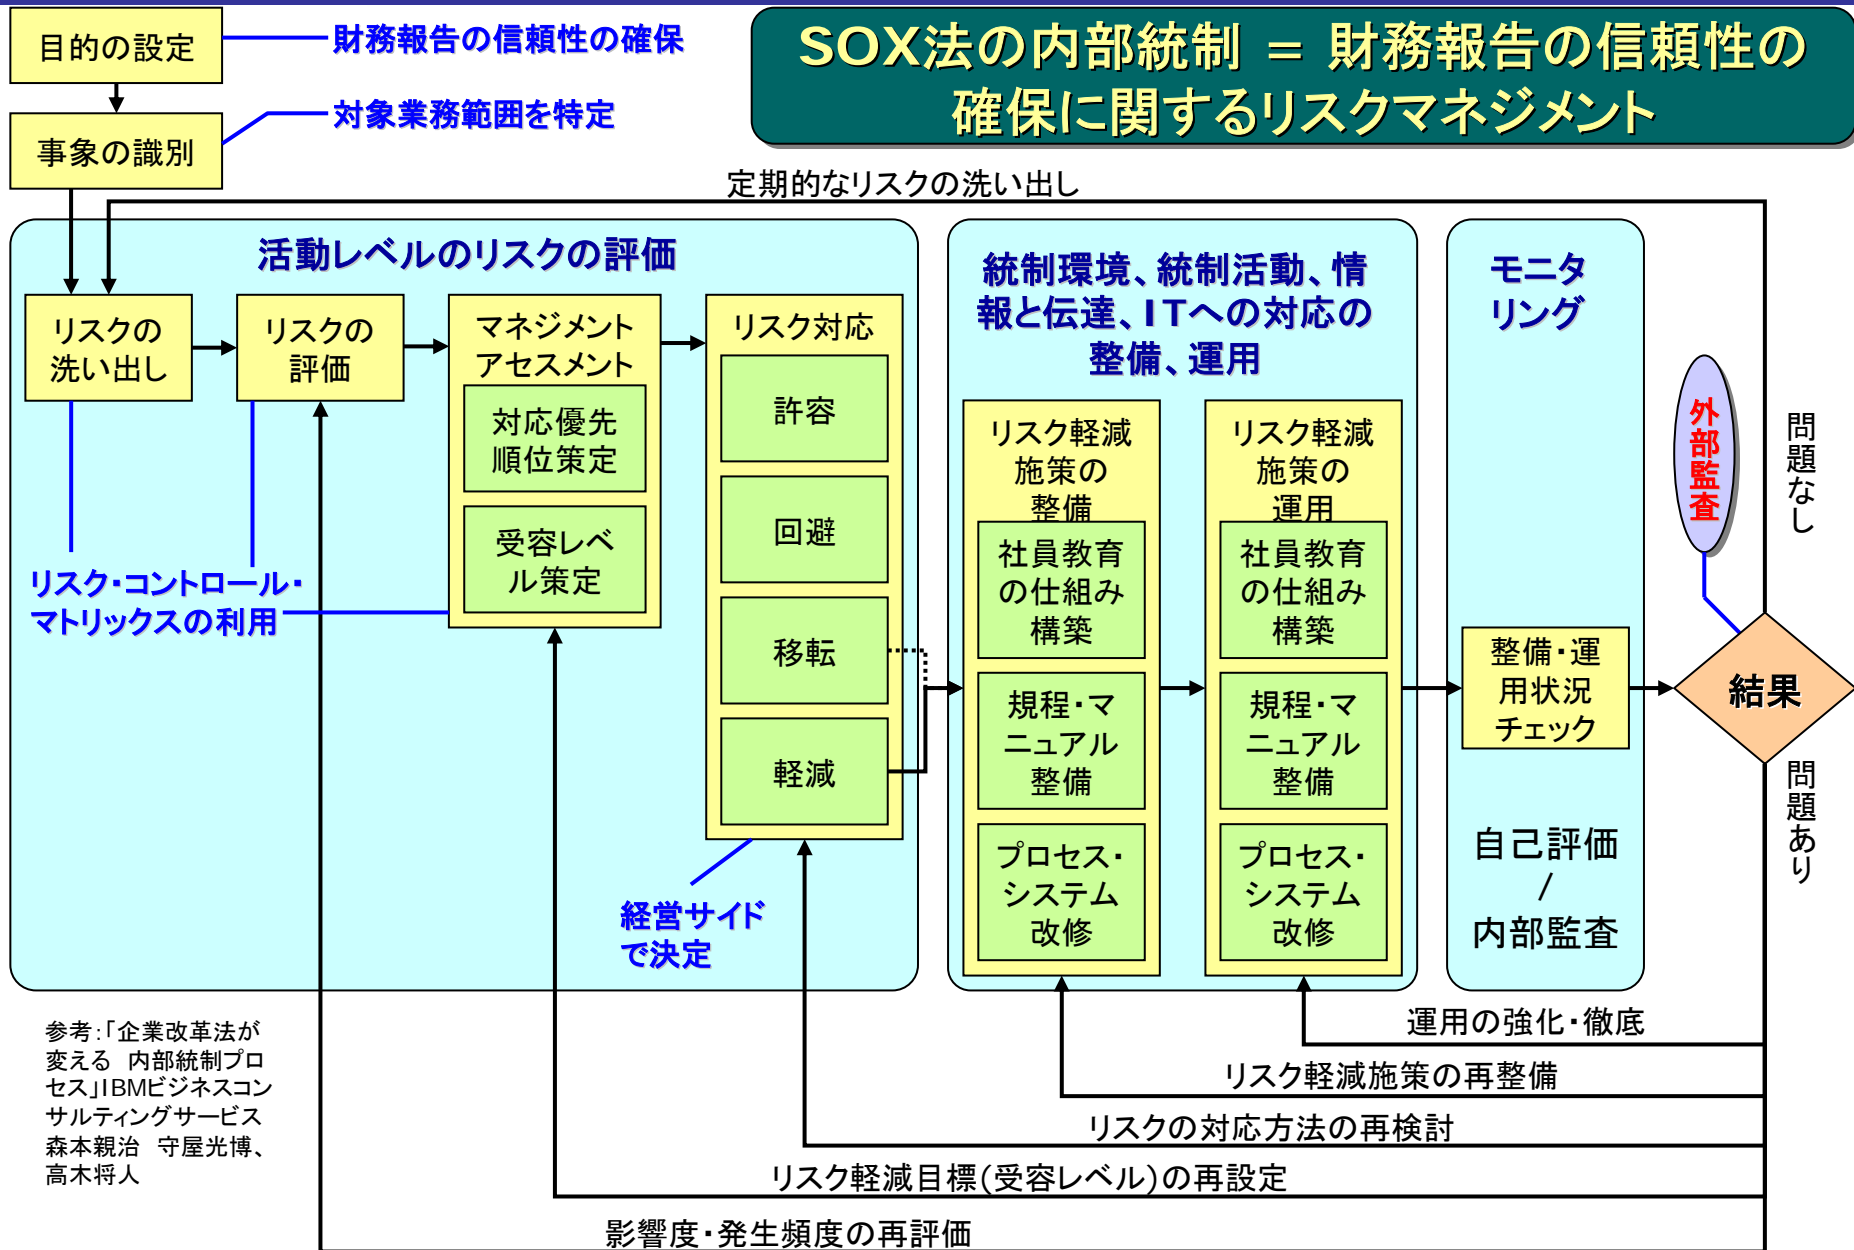 目的の設定
財務報告の信頼性の確保
SOX法の内部統制 = 財務報告の信頼性の
確保に関するリスクマネジメント
対象業務範囲を特定
事象の識別
定期的なリスクの洗い出し
活動レベルのリスクの評価
リスクの
洗い出し
リスクの
評価
マネジメント
アセスメント
対応優先
順位策定
受容レベ
ル策定
リスク対応
許容
回避
移転
軽減
リスク・コントロール・
マトリックスの利用
経営サイド
で決定
統制環境、統制活動、情
報と伝達、ITへの対応の
整備、運用
リスク軽減
施策の
整備
社員教育
の仕組み
構築
規程・マ
ニュアル
整備
プロセス・
システム
改修
リスク軽減
施策の
運用
社員教育
の仕組み
構築
規程・マ
ニュアル
整備
プロセス・
システム
改修
モニタ
リング
整備・運
用状況
チェック
自己評価
/
内部監査
外部監査
結果
問題なし
問題あり
運用の強化・徹底
リスク軽減施策の再整備
リスクの対応方法の再検討
リスク軽減目標(受容レベル)の再設定
影響度・発生頻度の再評価
参考:「企業改革法が
変える 内部統制プロ
セス」IBMビジネスコン
サルティングサービス
森本親治 守屋光博、
高木将人